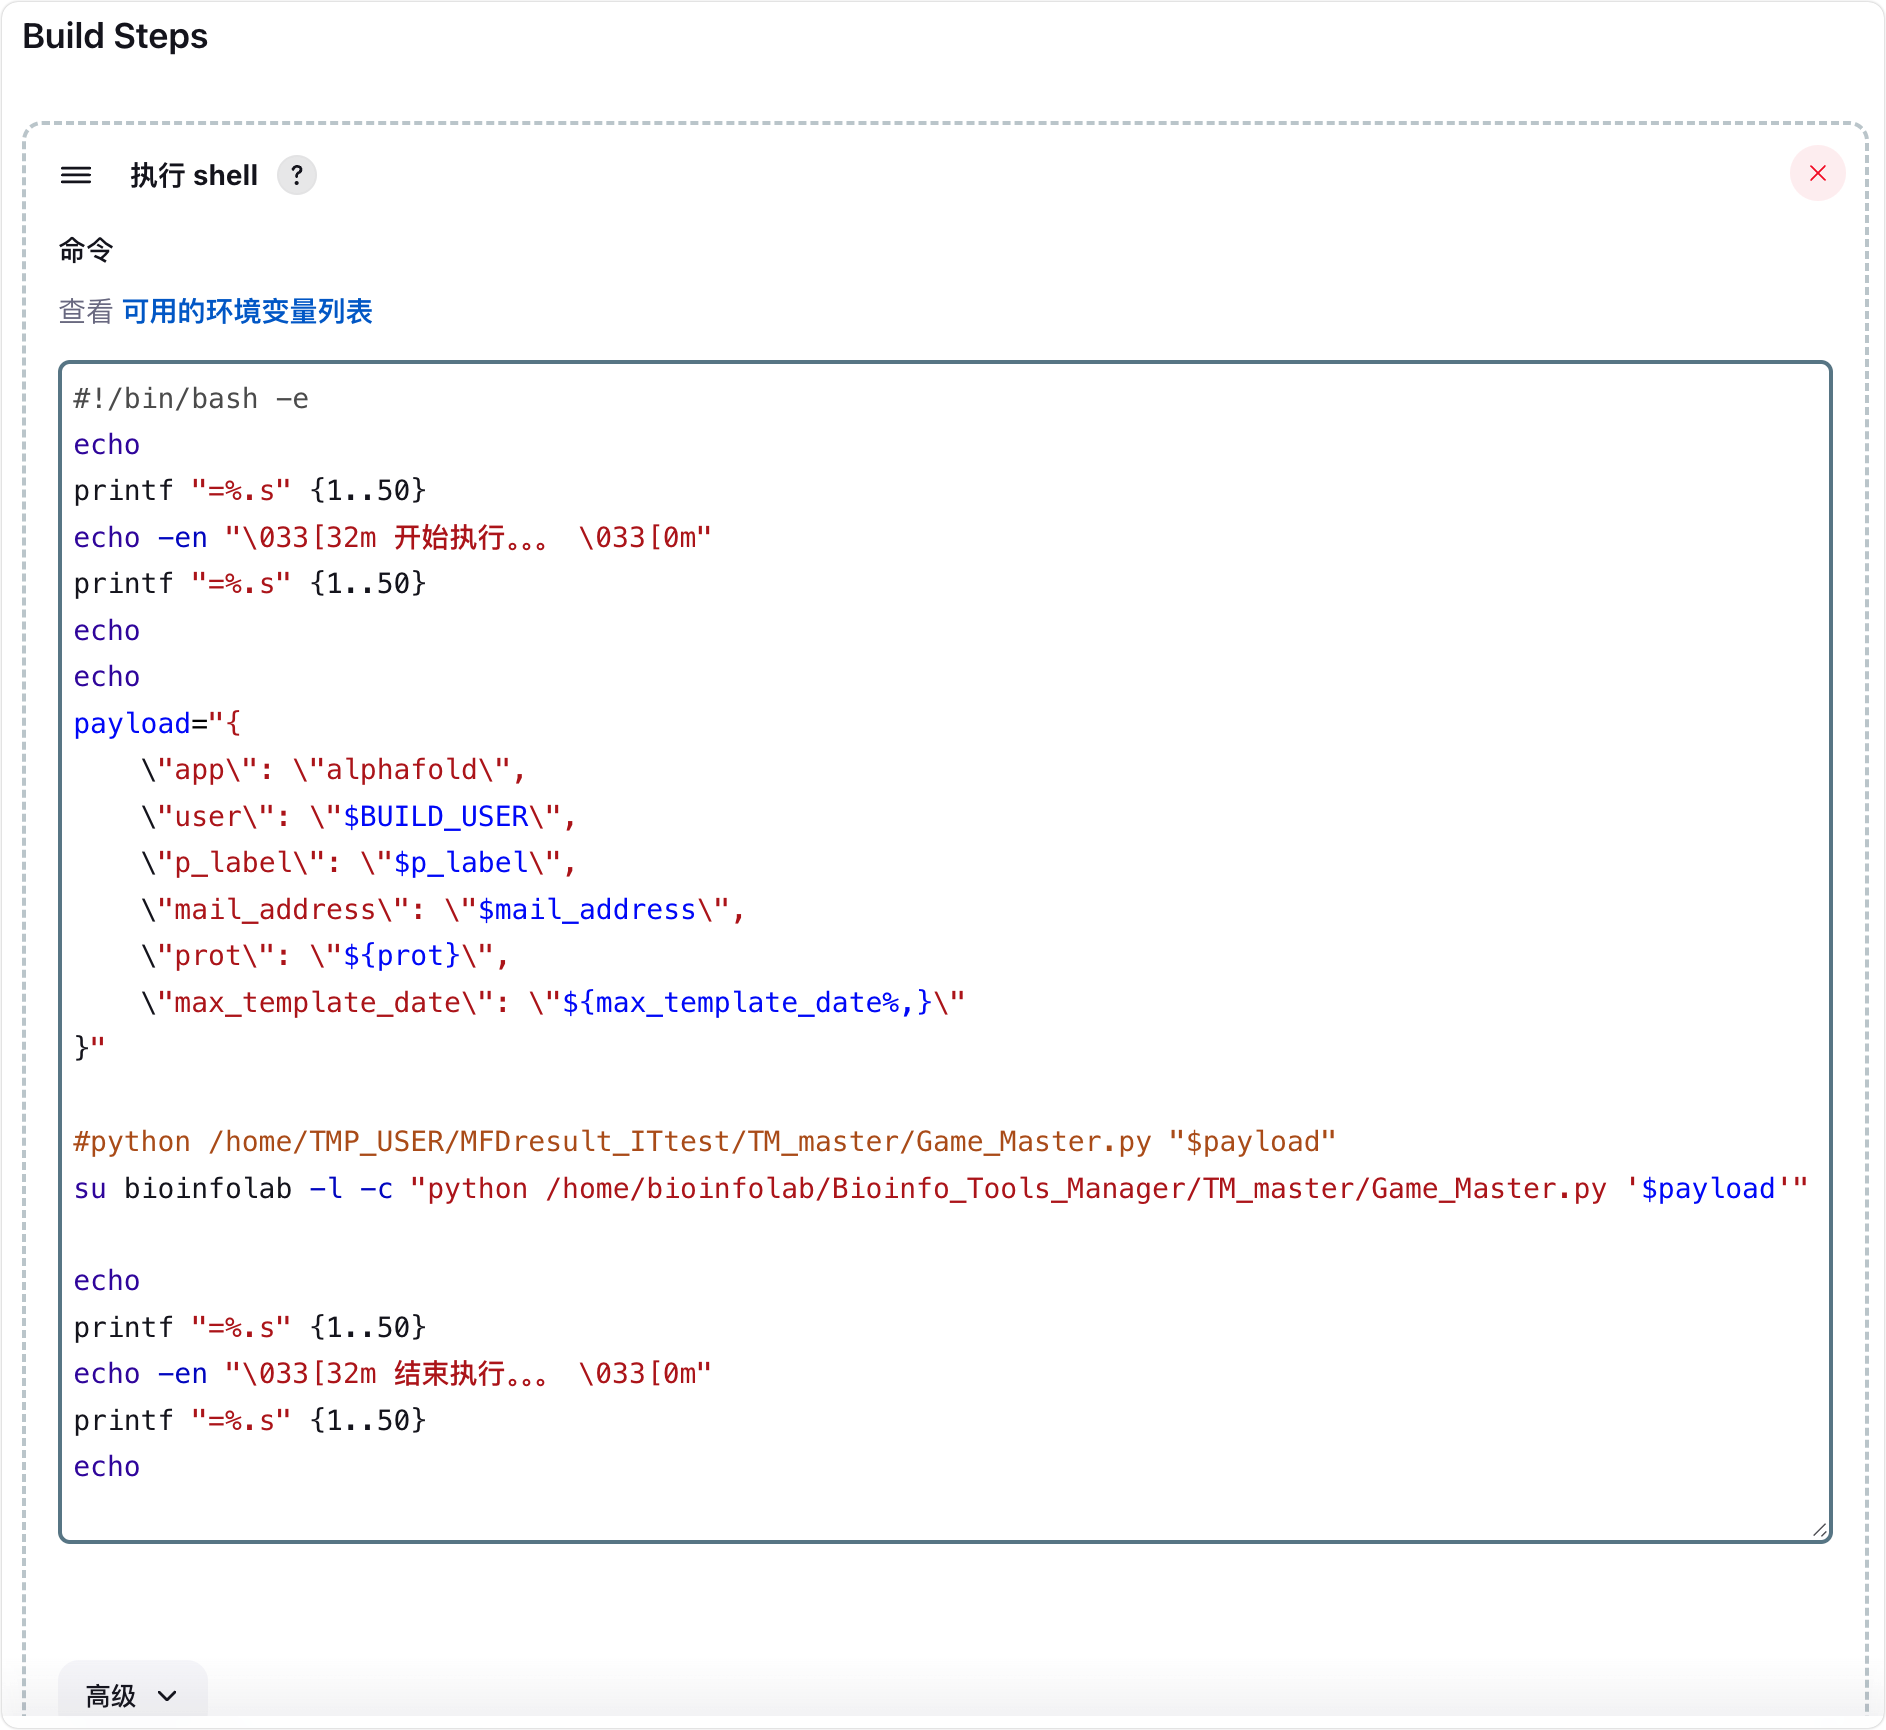 Build Steps
执行 shell ?
命令
查看 可用的环境变量列表
#!/bin/bash -e
echo
printf "=%.s" {1..50}
echo -en "\033[32m 开始执行。。。 \033[0m"
printf "=%.s" {1..50}
echo
echo
payload="{
    \"app\": \"alphafold\",
    \"user\": \"$BUILD_USER\",
    \"p_label\": \"$p_label\",
    \"mail_address\": \"$mail_address\",
    \"prot\": \"${prot}\",
    \"max_template_date\": \"${max_template_date%,}\"
}"
#python /home/TMP_USER/MFDresult_ITtest/TM_master/Game_Master.py "$payload"
su bioinfolab -l -c "python /home/bioinfolab/Bioinfo_Tools_Manager/TM_master/Game_Master.py '$payload'"
echo
printf "=%.s" {1..50}
echo -en "\033[32m 结束执行。。。 \033[0m"
printf "=%.s" {1..50}
echo
高级